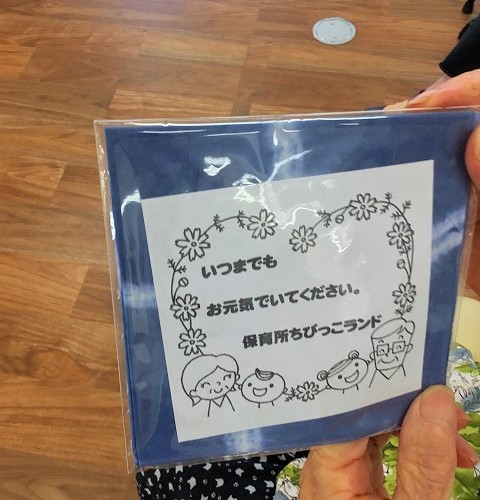 いつまでも
お元気でいてください。
保育所ちびっこランド